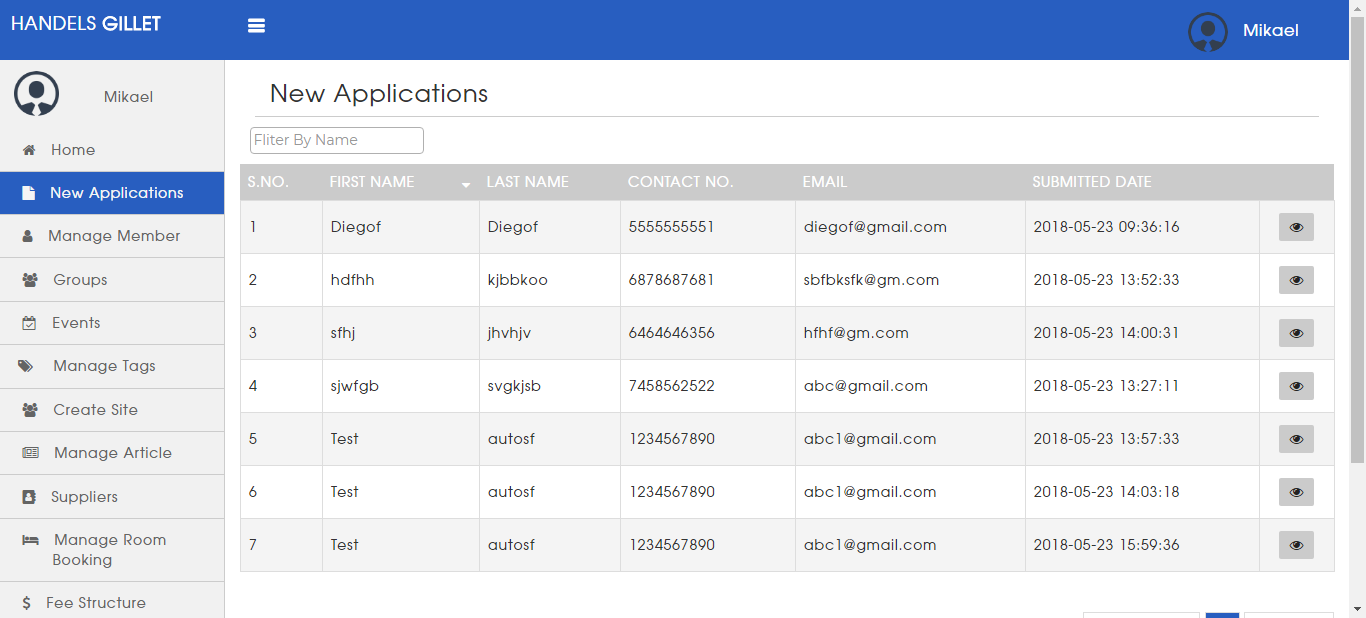 HANDELS GILLET
Mikael
Mikael
Home
New Applications
Manage Member
Groups
Events
Manage Tags
Create Site
Manage Article
Suppliers
Manage Room
Booking
$ Fee Structure
New Applications
Fliter By Name
S.NO. FIRST NAME LAST NAME CONTACT NO. EMAIL SUBMITTED DATE
1 Diegof Diegof 5555555551 diegof@gmail.com 2018-05-23 09:36:16
2 hdfhh kjbbkoo 6878687681 sbfbksfk@gm.com 2018-05-23 13:52:33
3 sfhj jhvhjv 6464646356 hfhf@gm.com 2018-05-23 14:00:31
4 sjwfgb svgkjsb 7458562522 abc@gmail.com 2018-05-23 13:27:11
5 Test autosf 1234567890 abc1@gmail.com 2018-05-23 13:57:33
6 Test autosf 1234567890 abc1@gmail.com 2018-05-23 14:03:18
7 Test autosf 1234567890 abc1@gmail.com 2018-05-23 15:59:36